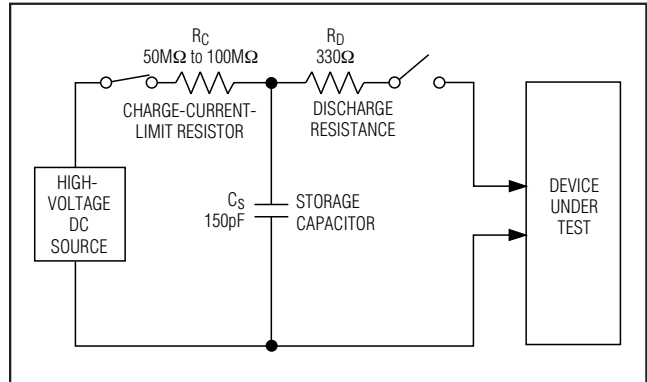 R_C
50MΩ to 100MΩ
CHARGE-CURRENT-
LIMIT RESISTOR
R_D
330Ω
DISCHARGE
RESISTANCE
HIGH-
VOLTAGE
DC
SOURCE
C_S
150pF
STORAGE
CAPACITOR
DEVICE
UNDER
TEST